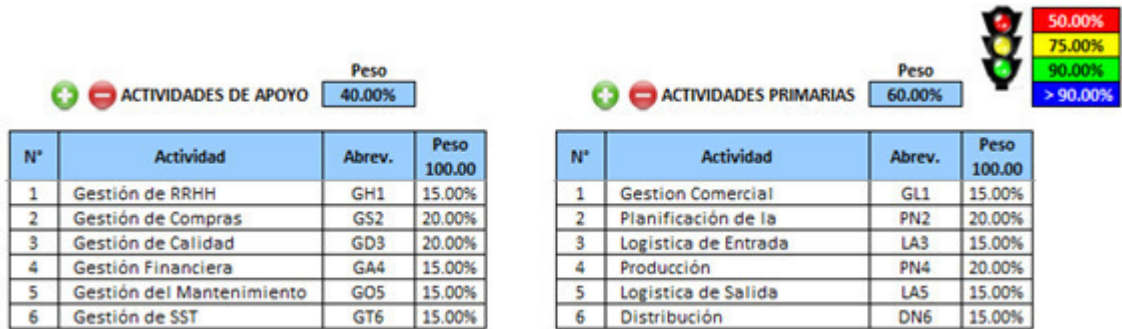 50.00%
75.00%
90.00%
> 90.00%
Peso
ACTIVIDADES DE APOYO 40.00%
N° Actividad Abrev. Peso 100.00
1 Gestión de RRHH GH1 15.00%
2 Gestión de Compras GS2 20.00%
3 Gestión de Calidad GD3 20.00%
4 Gestión Financiera GA4 15.00%
5 Gestión del Mantenimiento GO5 15.00%
6 Gestión de SST GT6 15.00%
Peso
ACTIVIDADES PRIMARIAS 60.00%
N° Actividad Abrev. Peso 100.00
1 Gestion Comercial GL1 15.00%
2 Planificación de la PN2 20.00%
3 Logistica de Entrada LA3 15.00%
4 Producción PN4 20.00%
5 Logistica de Salida LA5 15.00%
6 Distribución DN6 15.00%